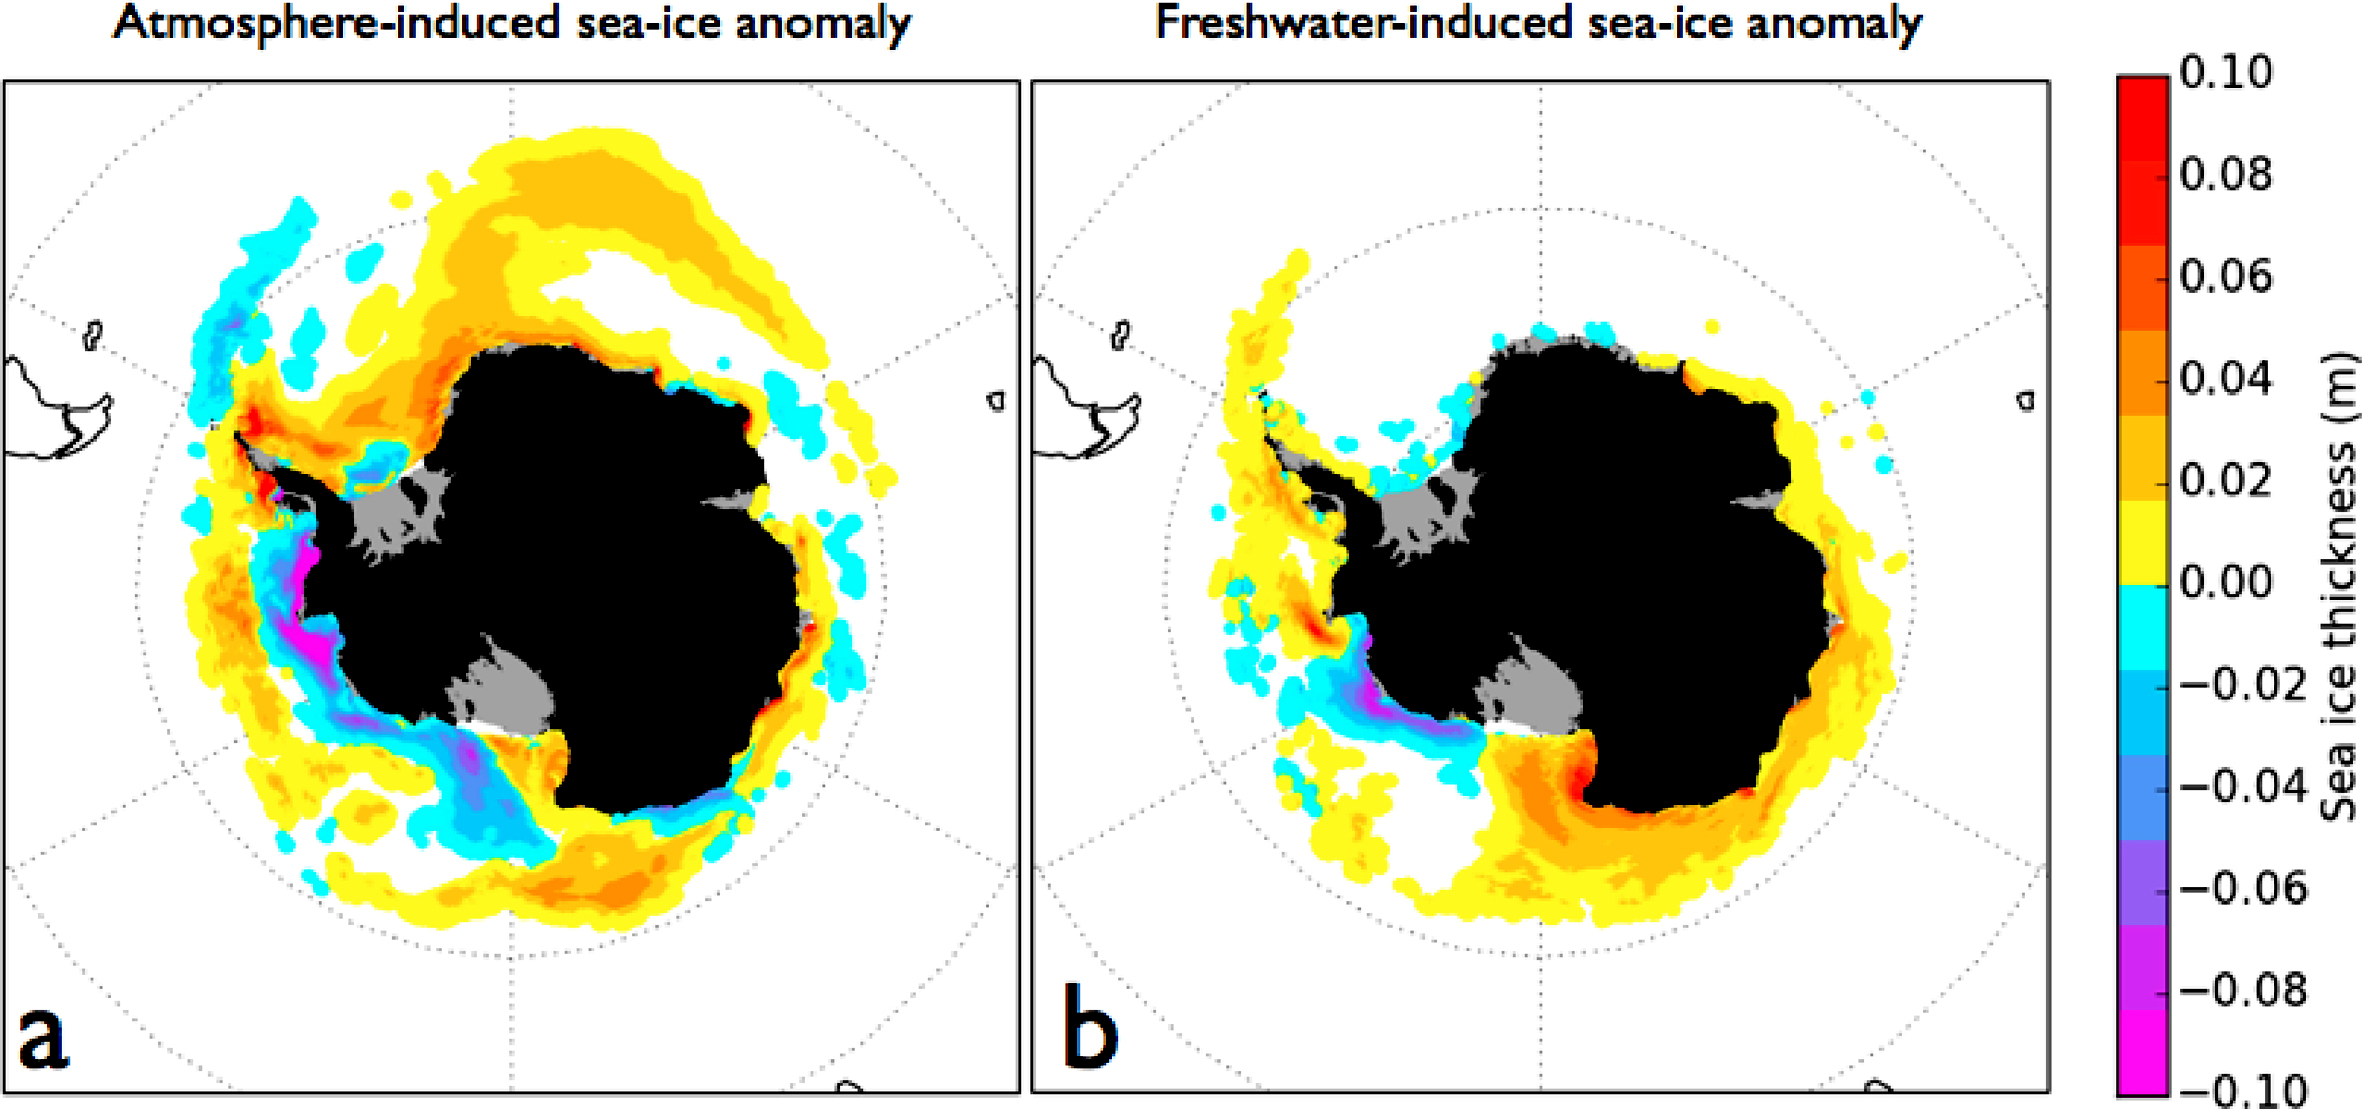 Atmosphere-induced sea-ice anomaly
Freshwater-induced sea-ice anomaly
a
b
0.10
0.08
0.06
0.04
0.02
0.00
−0.02
−0.04
−0.06
−0.08
−0.10
Sea ice thickness (m)